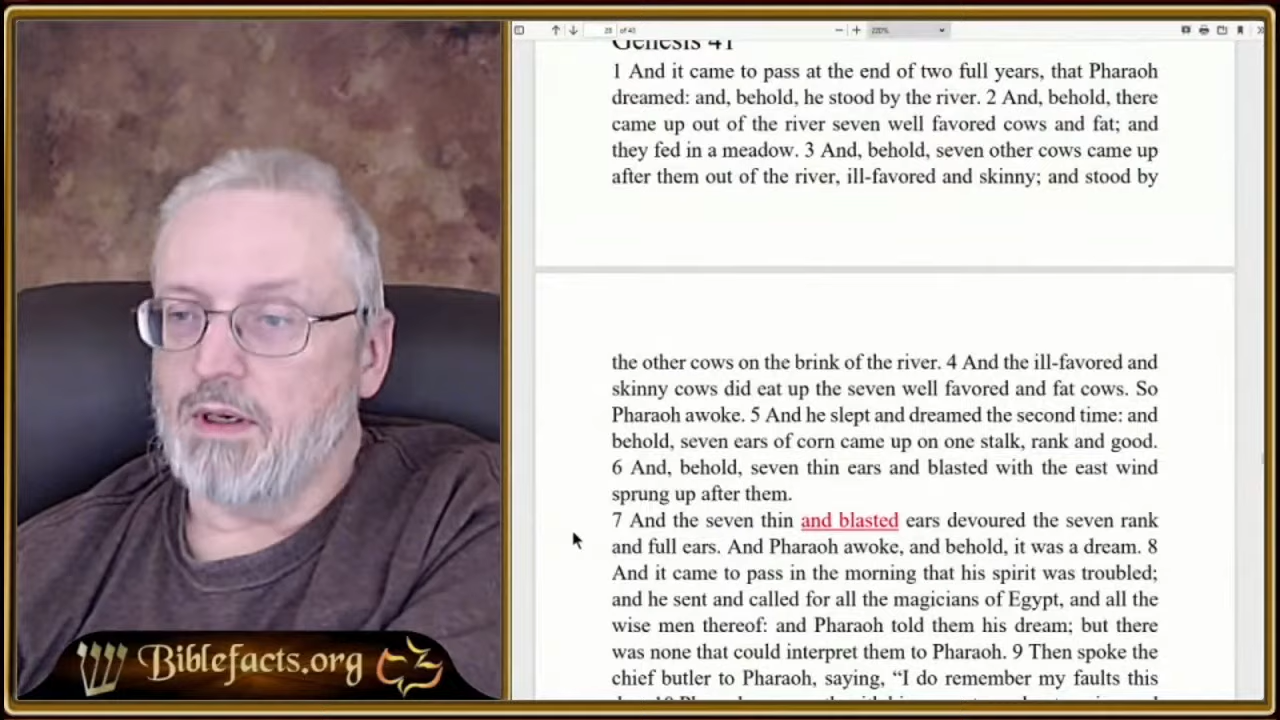 28 of 43
220%
Genesis 41
1 And it came to pass at the end of two full years, that Pharaoh
dreamed: and, behold, he stood by the river. 2 And, behold, there
came up out of the river seven well favored cows and fat; and
they fed in a meadow. 3 And, behold, seven other cows came up
after them out of the river, ill-favored and skinny; and stood by
the other cows on the brink of the river. 4 And the ill-favored and
skinny cows did eat up the seven well favored and fat cows. So
Pharaoh awoke. 5 And he slept and dreamed the second time: and
behold, seven ears of corn came up on one stalk, rank and good.
6 And, behold, seven thin ears and blasted with the east wind
sprung up after them.
7 And the seven thin and blasted ears devoured the seven rank
and full ears. And Pharaoh awoke, and behold, it was a dream. 8
And it came to pass in the morning that his spirit was troubled;
and he sent and called for all the magicians of Egypt, and all the
wise men thereof: and Pharaoh told them his dream; but there
was none that could interpret them to Pharaoh. 9 Then spoke the
chief butler to Pharaoh, saying, “I do remember my faults this
Biblefacts.org